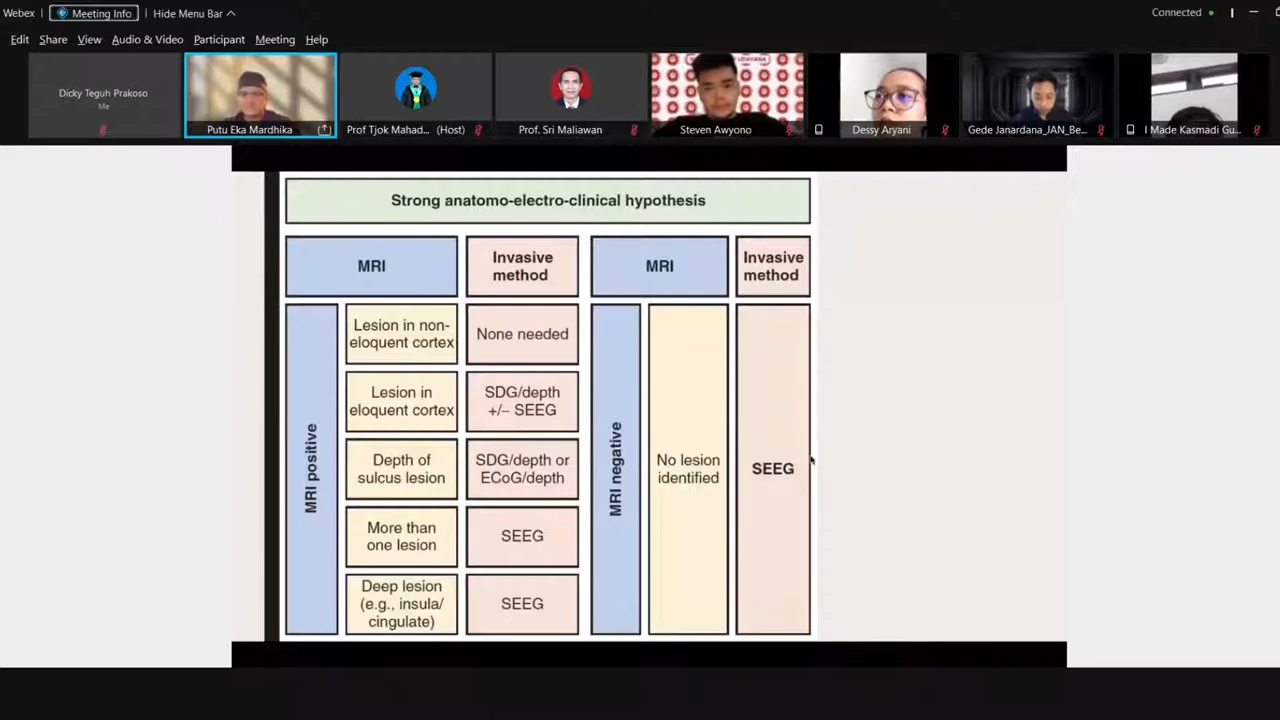 Webex
Meeting Info
Hide Menu Bar
Connected
Edit Share View Audio & Video Participant Meeting Help
Dicky Teguh Prakoso
Me
Putu Eka Mardhika
Prof Tjok Mahad... (Host)
Prof. Sri Maliawan
Steven Awyono
Dessy Aryani
Gede Janardana_JAN_Be...
I Made Kasmadi Gu...
UDAYANA
Strong anatomo-electro-clinical hypothesis
MRI
Invasive
method
MRI
Invasive
method
MRI positive
Lesion in non-
eloquent cortex
None needed
Lesion in
eloquent cortex
SDG/depth
+/– SEEG
Depth of
sulcus lesion
SDG/depth or
ECoG/depth
More than
one lesion
SEEG
Deep lesion
(e.g., insula/
cingulate)
SEEG
MRI negative
No lesion
identified
SEEG